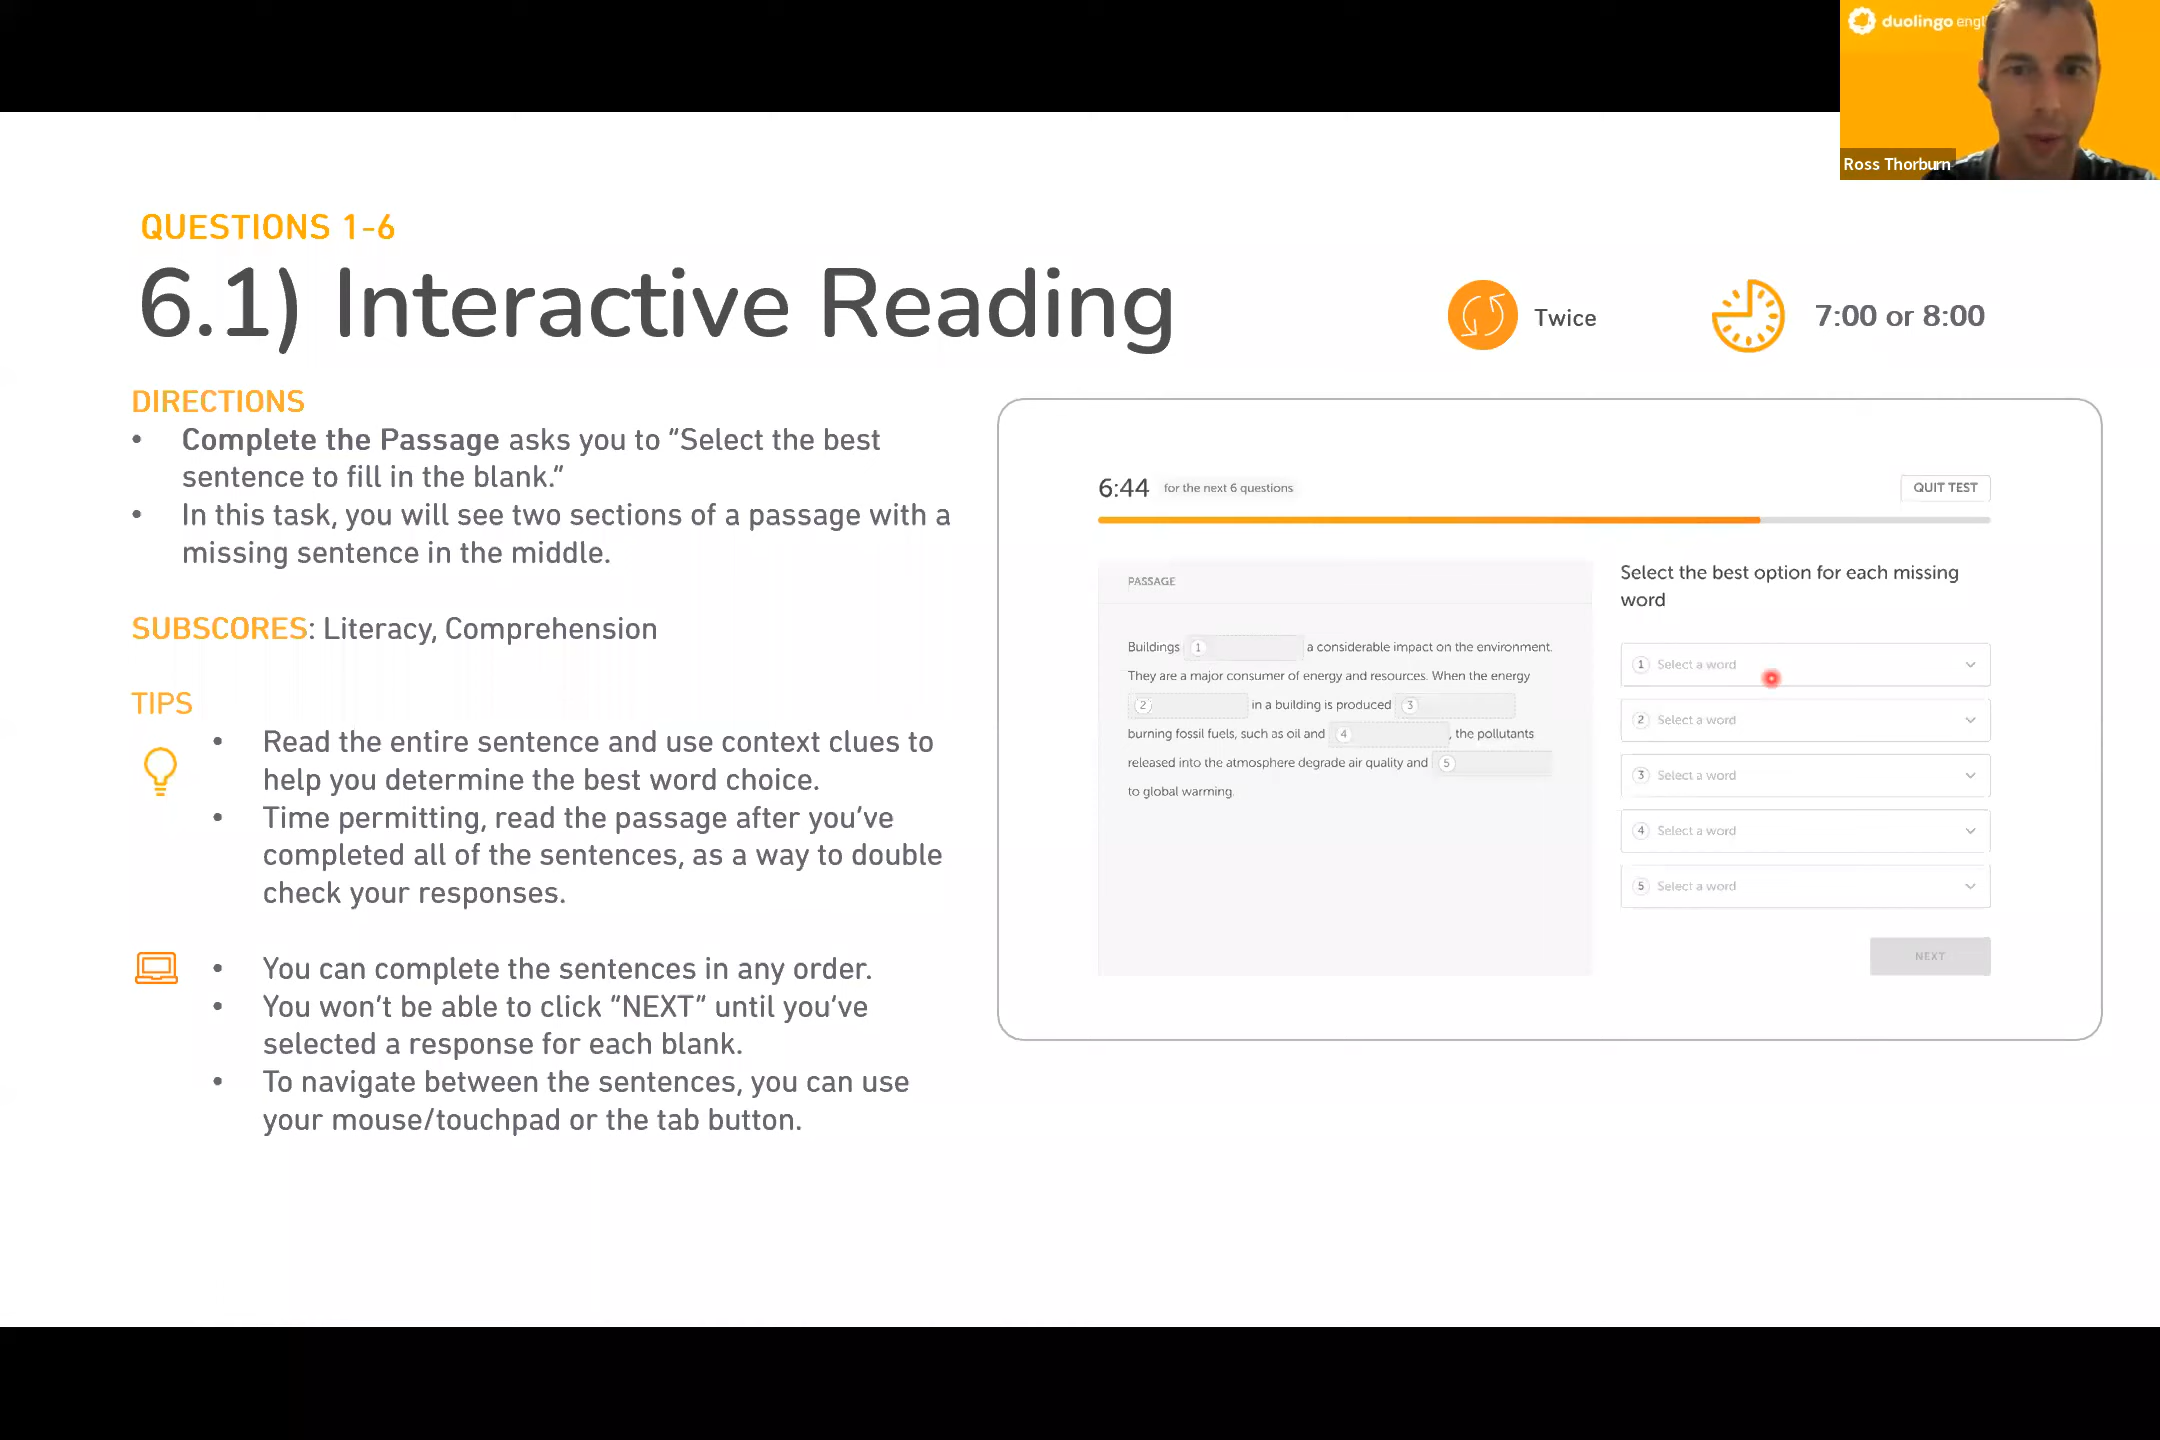 duolingo engl
Ross Thorburn
QUESTIONS 1-6
6.1) Interactive Reading
Twice
7:00 or 8:00
DIRECTIONS
• Complete the Passage asks you to “Select the best
sentence to fill in the blank.”
• In this task, you will see two sections of a passage with a
missing sentence in the middle.
SUBSCORES: Literacy, Comprehension
TIPS
• Read the entire sentence and use context clues to
help you determine the best word choice.
• Time permitting, read the passage after you’ve
completed all of the sentences, as a way to double
check your responses.
• You can complete the sentences in any order.
• You won’t be able to click “NEXT” until you’ve
selected a response for each blank.
• To navigate between the sentences, you can use
your mouse/touchpad or the tab button.
6:44 for the next 6 questions
QUIT TEST
PASSAGE
Buildings 1 a considerable impact on the environment.
They are a major consumer of energy and resources. When the energy
2 in a building is produced 3
burning fossil fuels, such as oil and 4 , the pollutants
released into the atmosphere degrade air quality and 5
to global warming.
Select the best option for each missing
word
1 Select a word
2 Select a word
3 Select a word
4 Select a word
5 Select a word
NEXT